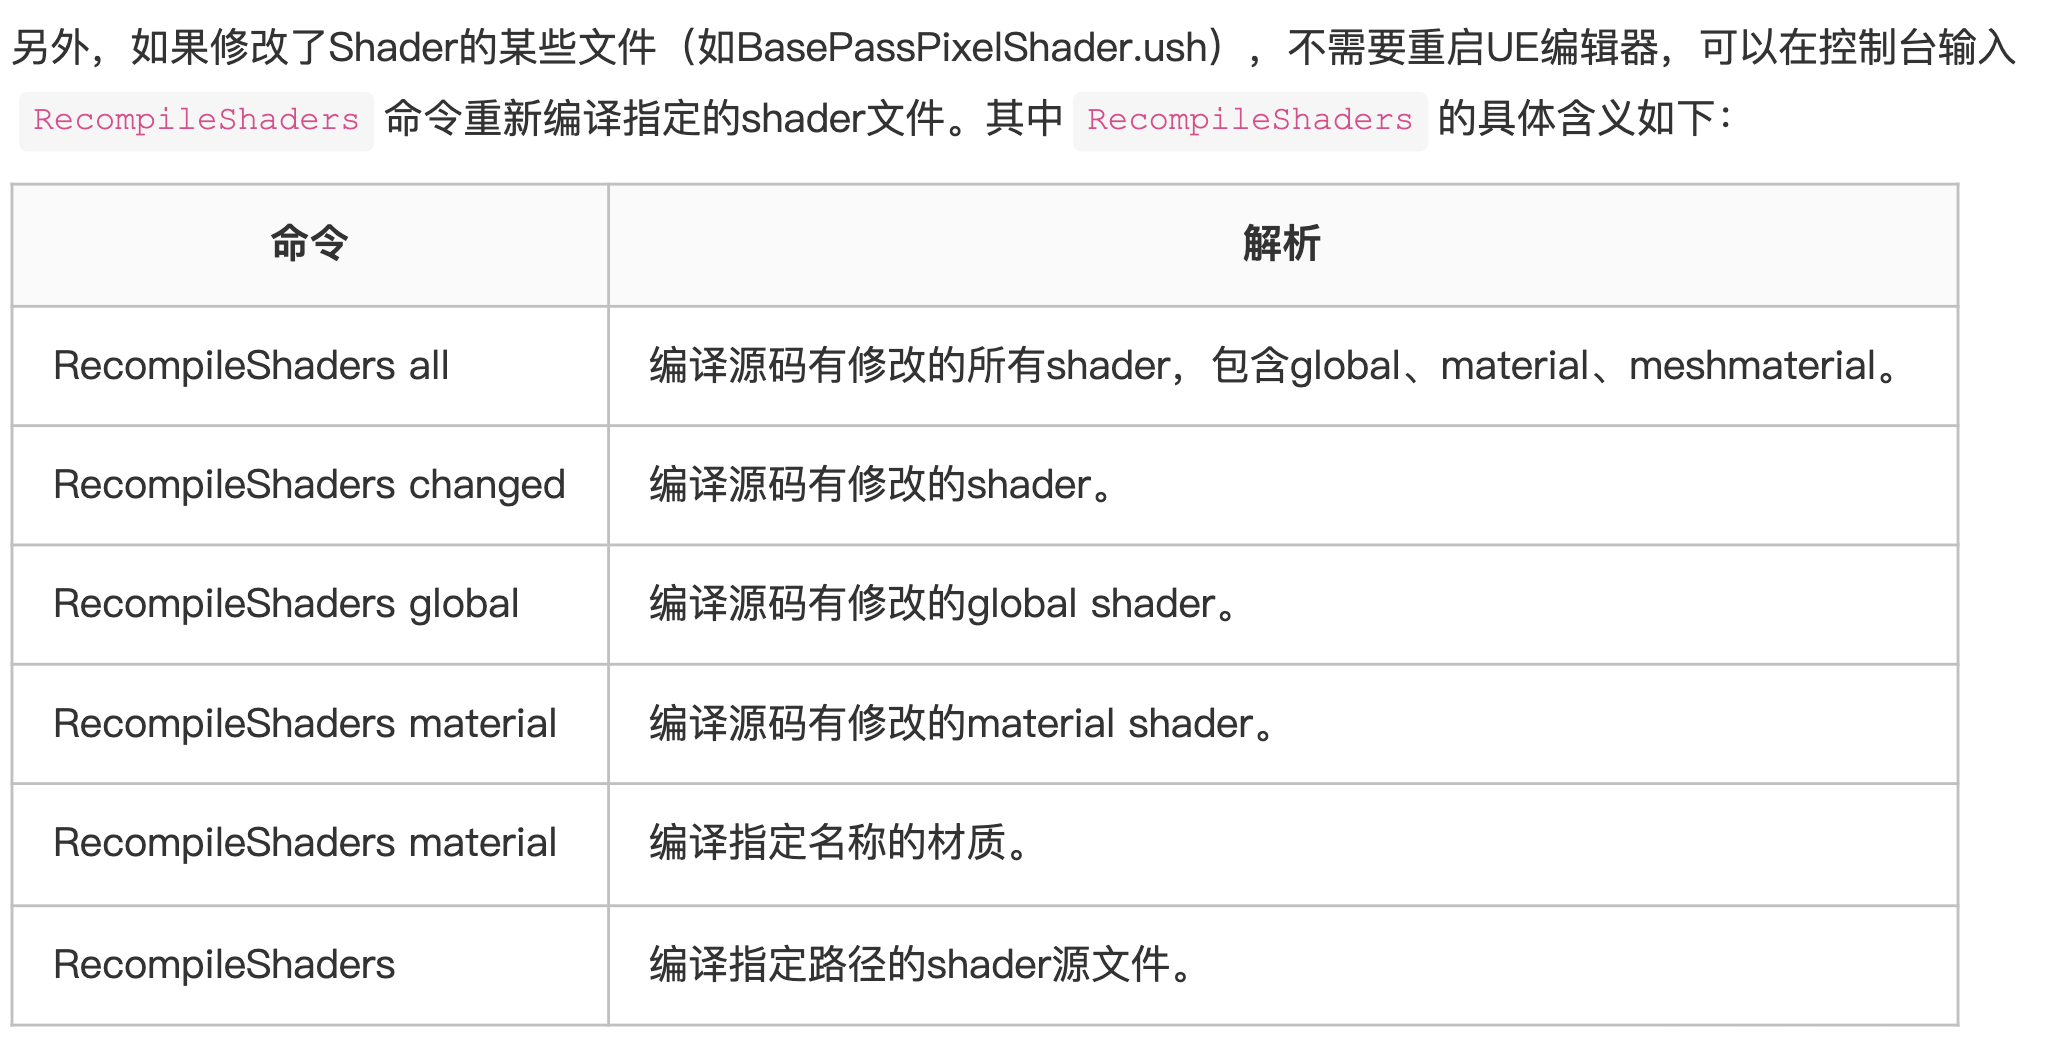 另外，如果修改了Shader的某些文件（如BasePassPixelShader.ush），不需要重启UE编辑器，可以在控制台输入
RecompileShaders 命令重新编译指定的shader文件。其中 RecompileShaders 的具体含义如下：
命令 解析
RecompileShaders all 编译源码有修改的所有shader，包含global、material、meshmaterial。
RecompileShaders changed 编译源码有修改的shader。
RecompileShaders global 编译源码有修改的global shader。
RecompileShaders material 编译源码有修改的material shader。
RecompileShaders material 编译指定名称的材质。
RecompileShaders 编译指定路径的shader源文件。